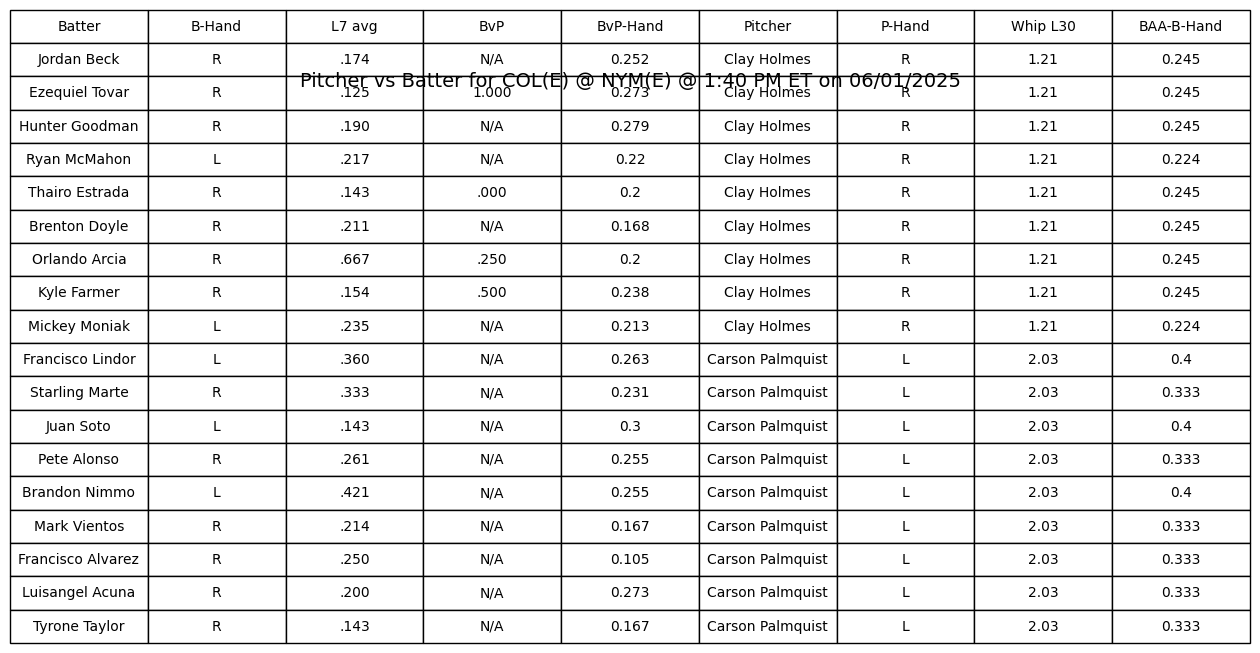 Batter B-Hand L7 avg BvP BvP-Hand Pitcher P-Hand Whip L30 BAA-B-Hand
Jordan Beck R .174 N/A 0.252 Clay Holmes R 1.21 0.245
Pitcher vs Batter for COL(E) @ NYM(E) @ 1:40 PM ET on 06/01/2025
Ezequiel Tovar R .125 1.000 0.273 Clay Holmes R 1.21 0.245
Hunter Goodman R .190 N/A 0.279 Clay Holmes R 1.21 0.245
Ryan McMahon L .217 N/A 0.22 Clay Holmes R 1.21 0.224
Thairo Estrada R .143 .000 0.2 Clay Holmes R 1.21 0.245
Brenton Doyle R .211 N/A 0.168 Clay Holmes R 1.21 0.245
Orlando Arcia R .667 .250 0.2 Clay Holmes R 1.21 0.245
Kyle Farmer R .154 .500 0.238 Clay Holmes R 1.21 0.245
Mickey Moniak L .235 N/A 0.213 Clay Holmes R 1.21 0.224
Francisco Lindor L .360 N/A 0.263 Carson Palmquist L 2.03 0.4
Starling Marte R .333 N/A 0.231 Carson Palmquist L 2.03 0.333
Juan Soto L .143 N/A 0.3 Carson Palmquist L 2.03 0.4
Pete Alonso R .261 N/A 0.255 Carson Palmquist L 2.03 0.333
Brandon Nimmo L .421 N/A 0.255 Carson Palmquist L 2.03 0.4
Mark Vientos R .214 N/A 0.167 Carson Palmquist L 2.03 0.333
Francisco Alvarez R .250 N/A 0.105 Carson Palmquist L 2.03 0.333
Luisangel Acuna R .200 N/A 0.273 Carson Palmquist L 2.03 0.333
Tyrone Taylor R .143 N/A 0.167 Carson Palmquist L 2.03 0.333